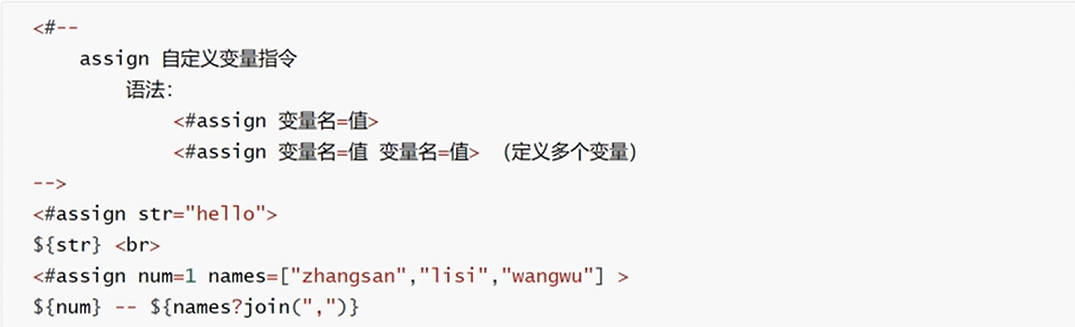 <#--
assign 自定义变量指令
语法：
<#assign 变量名=值>
<#assign 变量名=值 变量名=值> （定义多个变量）
-->
<#assign str="hello">
${str} <br>
<#assign num=1 names=["zhangsan","lisi","wangwu"] >
${num} -- ${names?join(",")}